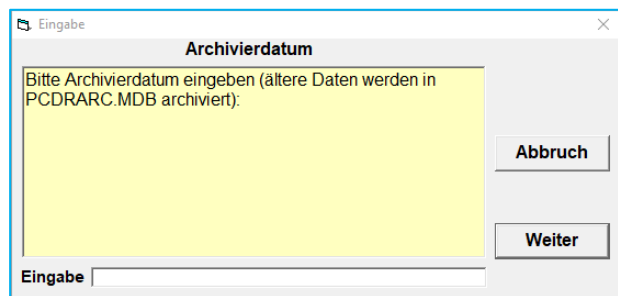 Eingabe
Archivierdatum
Bitte Archivierdatum eingeben (ältere Daten werden in
PCDRARC.MDB archiviert):
Abbruch
Weiter
Eingabe